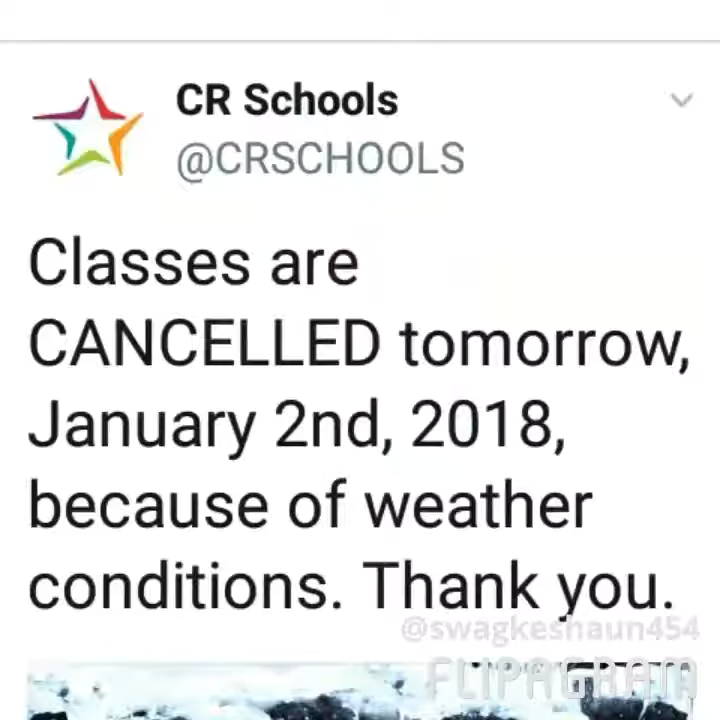 CR Schools
@CRSCHOOLS
Classes are
CANCELLED tomorrow,
January 2nd, 2018,
because of weather
conditions. Thank you.
@swagkeshaun454
FLIPAGRAM